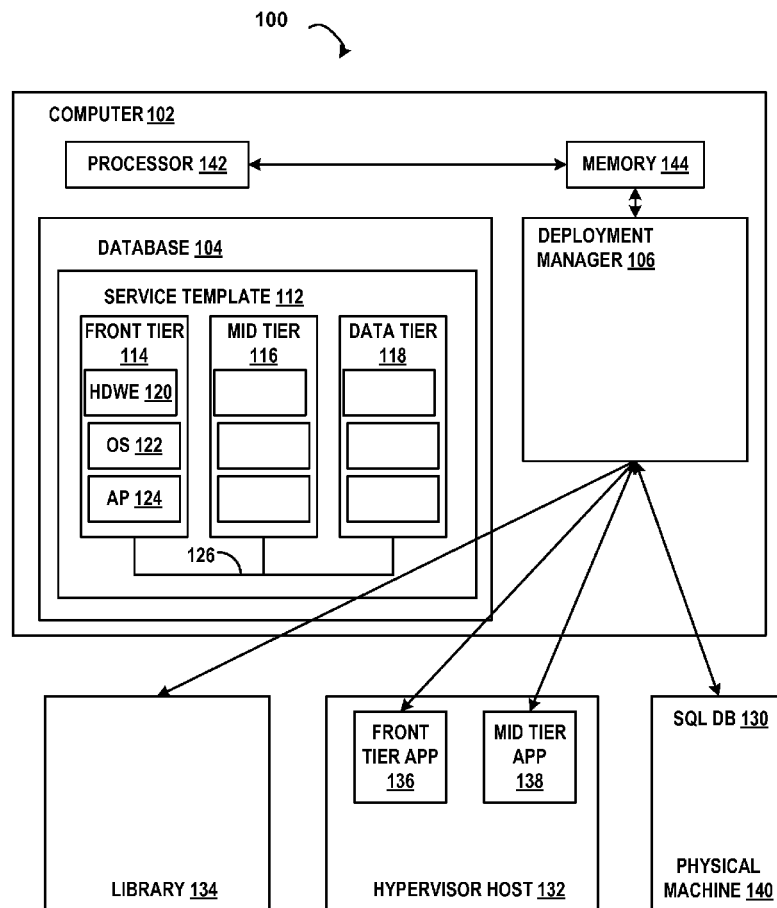 100
COMPUTER 102
PROCESSOR 142
MEMORY 144
DATABASE 104
DEPLOYMENT
MANAGER 106
SERVICE TEMPLATE 112
FRONT TIER
114
MID TIER
116
DATA TIER
118
HDWE 120
OS 122
AP 124
126
FRONT
TIER APP
136
MID TIER
APP
138
SQL DB 130
LIBRARY 134
HYPERVISOR HOST 132
PHYSICAL
MACHINE 140